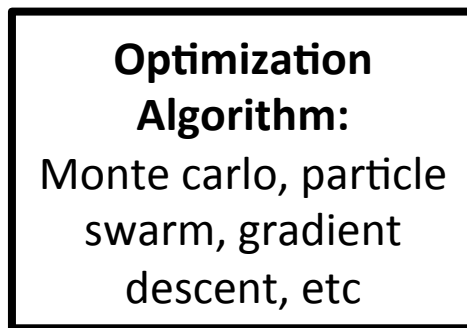 Optimization
Algorithm:
Monte carlo, particle
swarm, gradient
descent, etc